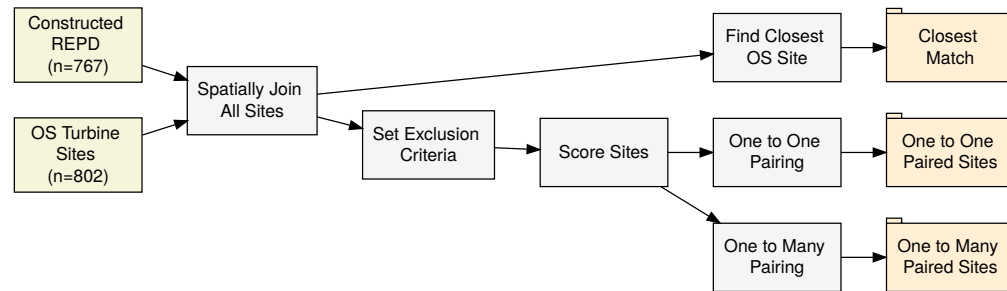 Constructed
REPD
(n=767)
OS Turbine
Sites
(n=802)
Spatially Join
All Sites
Set Exclusion
Criteria
Score Sites
Find Closest
OS Site
One to One
Pairing
One to Many
Pairing
Closest
Match
One to One
Paired Sites
One to Many
Paired Sites